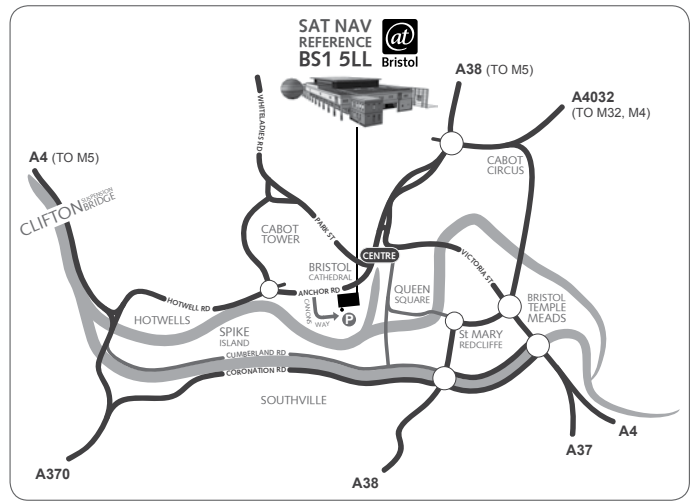 SAT NAV
REFERENCE
BS1 5LL
at
Bristol
A38 (TO M5)
A4032
(TO M32, M4)
CABOT
CIRCUS
WHITELADIES RD
A4 (TO M5)
CLIFTON SUSPENSION
BRIDGE
CABOT
TOWER
PARK ST
CENTRE
BRISTOL
CATHEDRAL
VICTORIA ST
ANCHOR RD
QUEEN
SQUARE
HOTWELL RD
CANONS
WAY
P
BRISTOL
TEMPLE
MEADS
HOTWELLS
SPIKE
ISLAND
St MARY
REDCLIFFE
CUMBERLAND RD
CORONATION RD
SOUTHVILLE
A4
A37
A370
A38